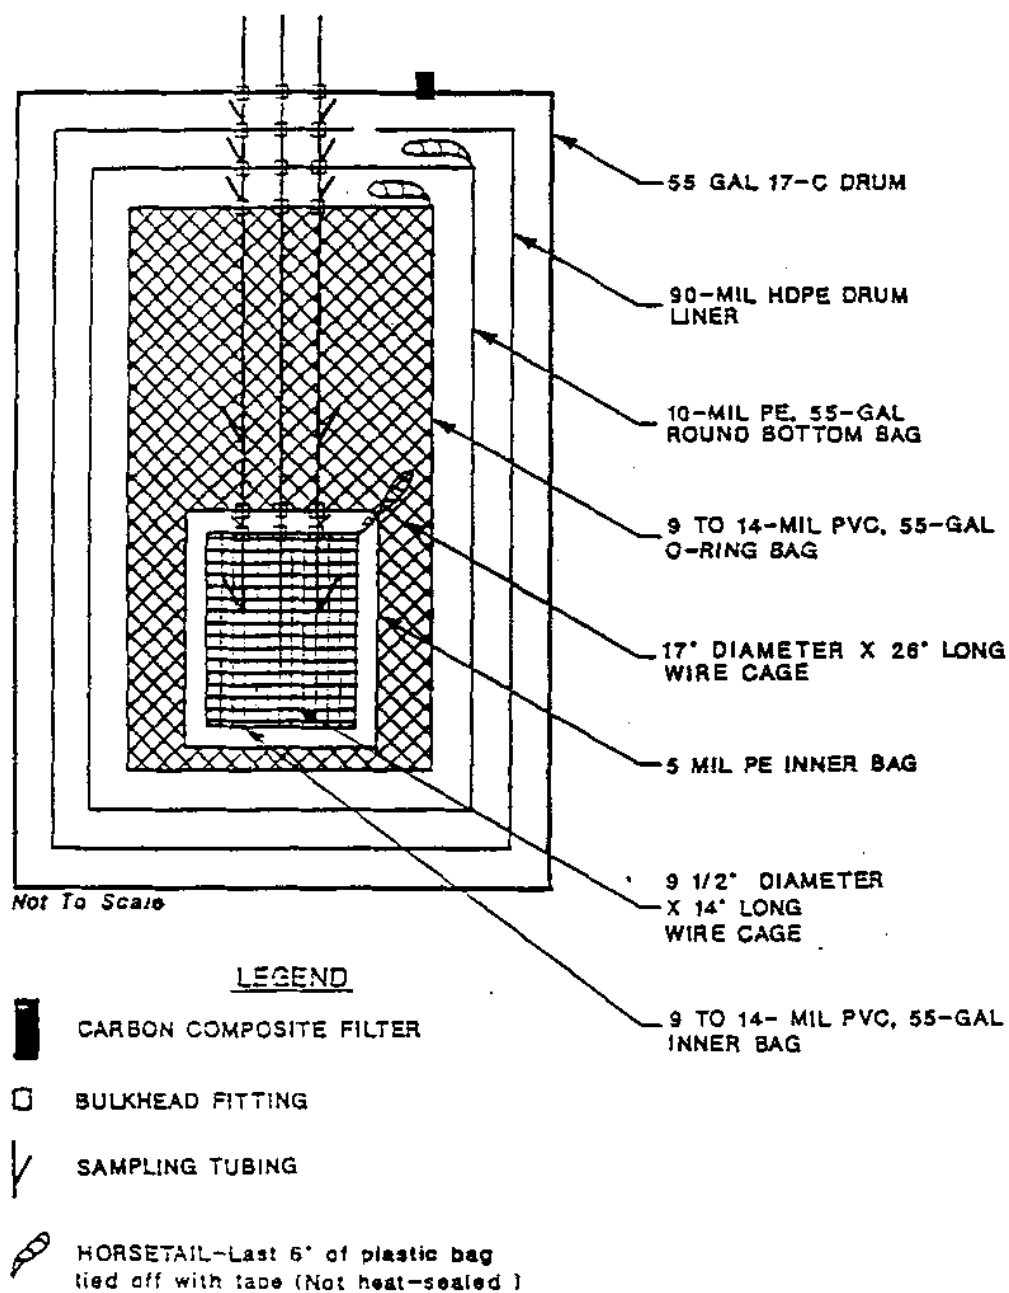 55 GAL 17-C DRUM
90-MIL HDPE DRUM
LINER
10-MIL PE, 55-GAL
ROUND BOTTOM BAG
9 TO 14-MIL PVC, 55-GAL
O-RING BAG
17" DIAMETER X 26" LONG
WIRE CAGE
5 MIL PE INNER BAG
9 1/2" DIAMETER
X 14" LONG
WIRE CAGE
9 TO 14- MIL PVC, 55-GAL
INNER BAG
Not To Scale
LEGEND
CARBON COMPOSITE FILTER
BULKHEAD FITTING
SAMPLING TUBING
HORSETAIL-Last 6" of plastic bag
tied off with tape (Not heat-sealed )